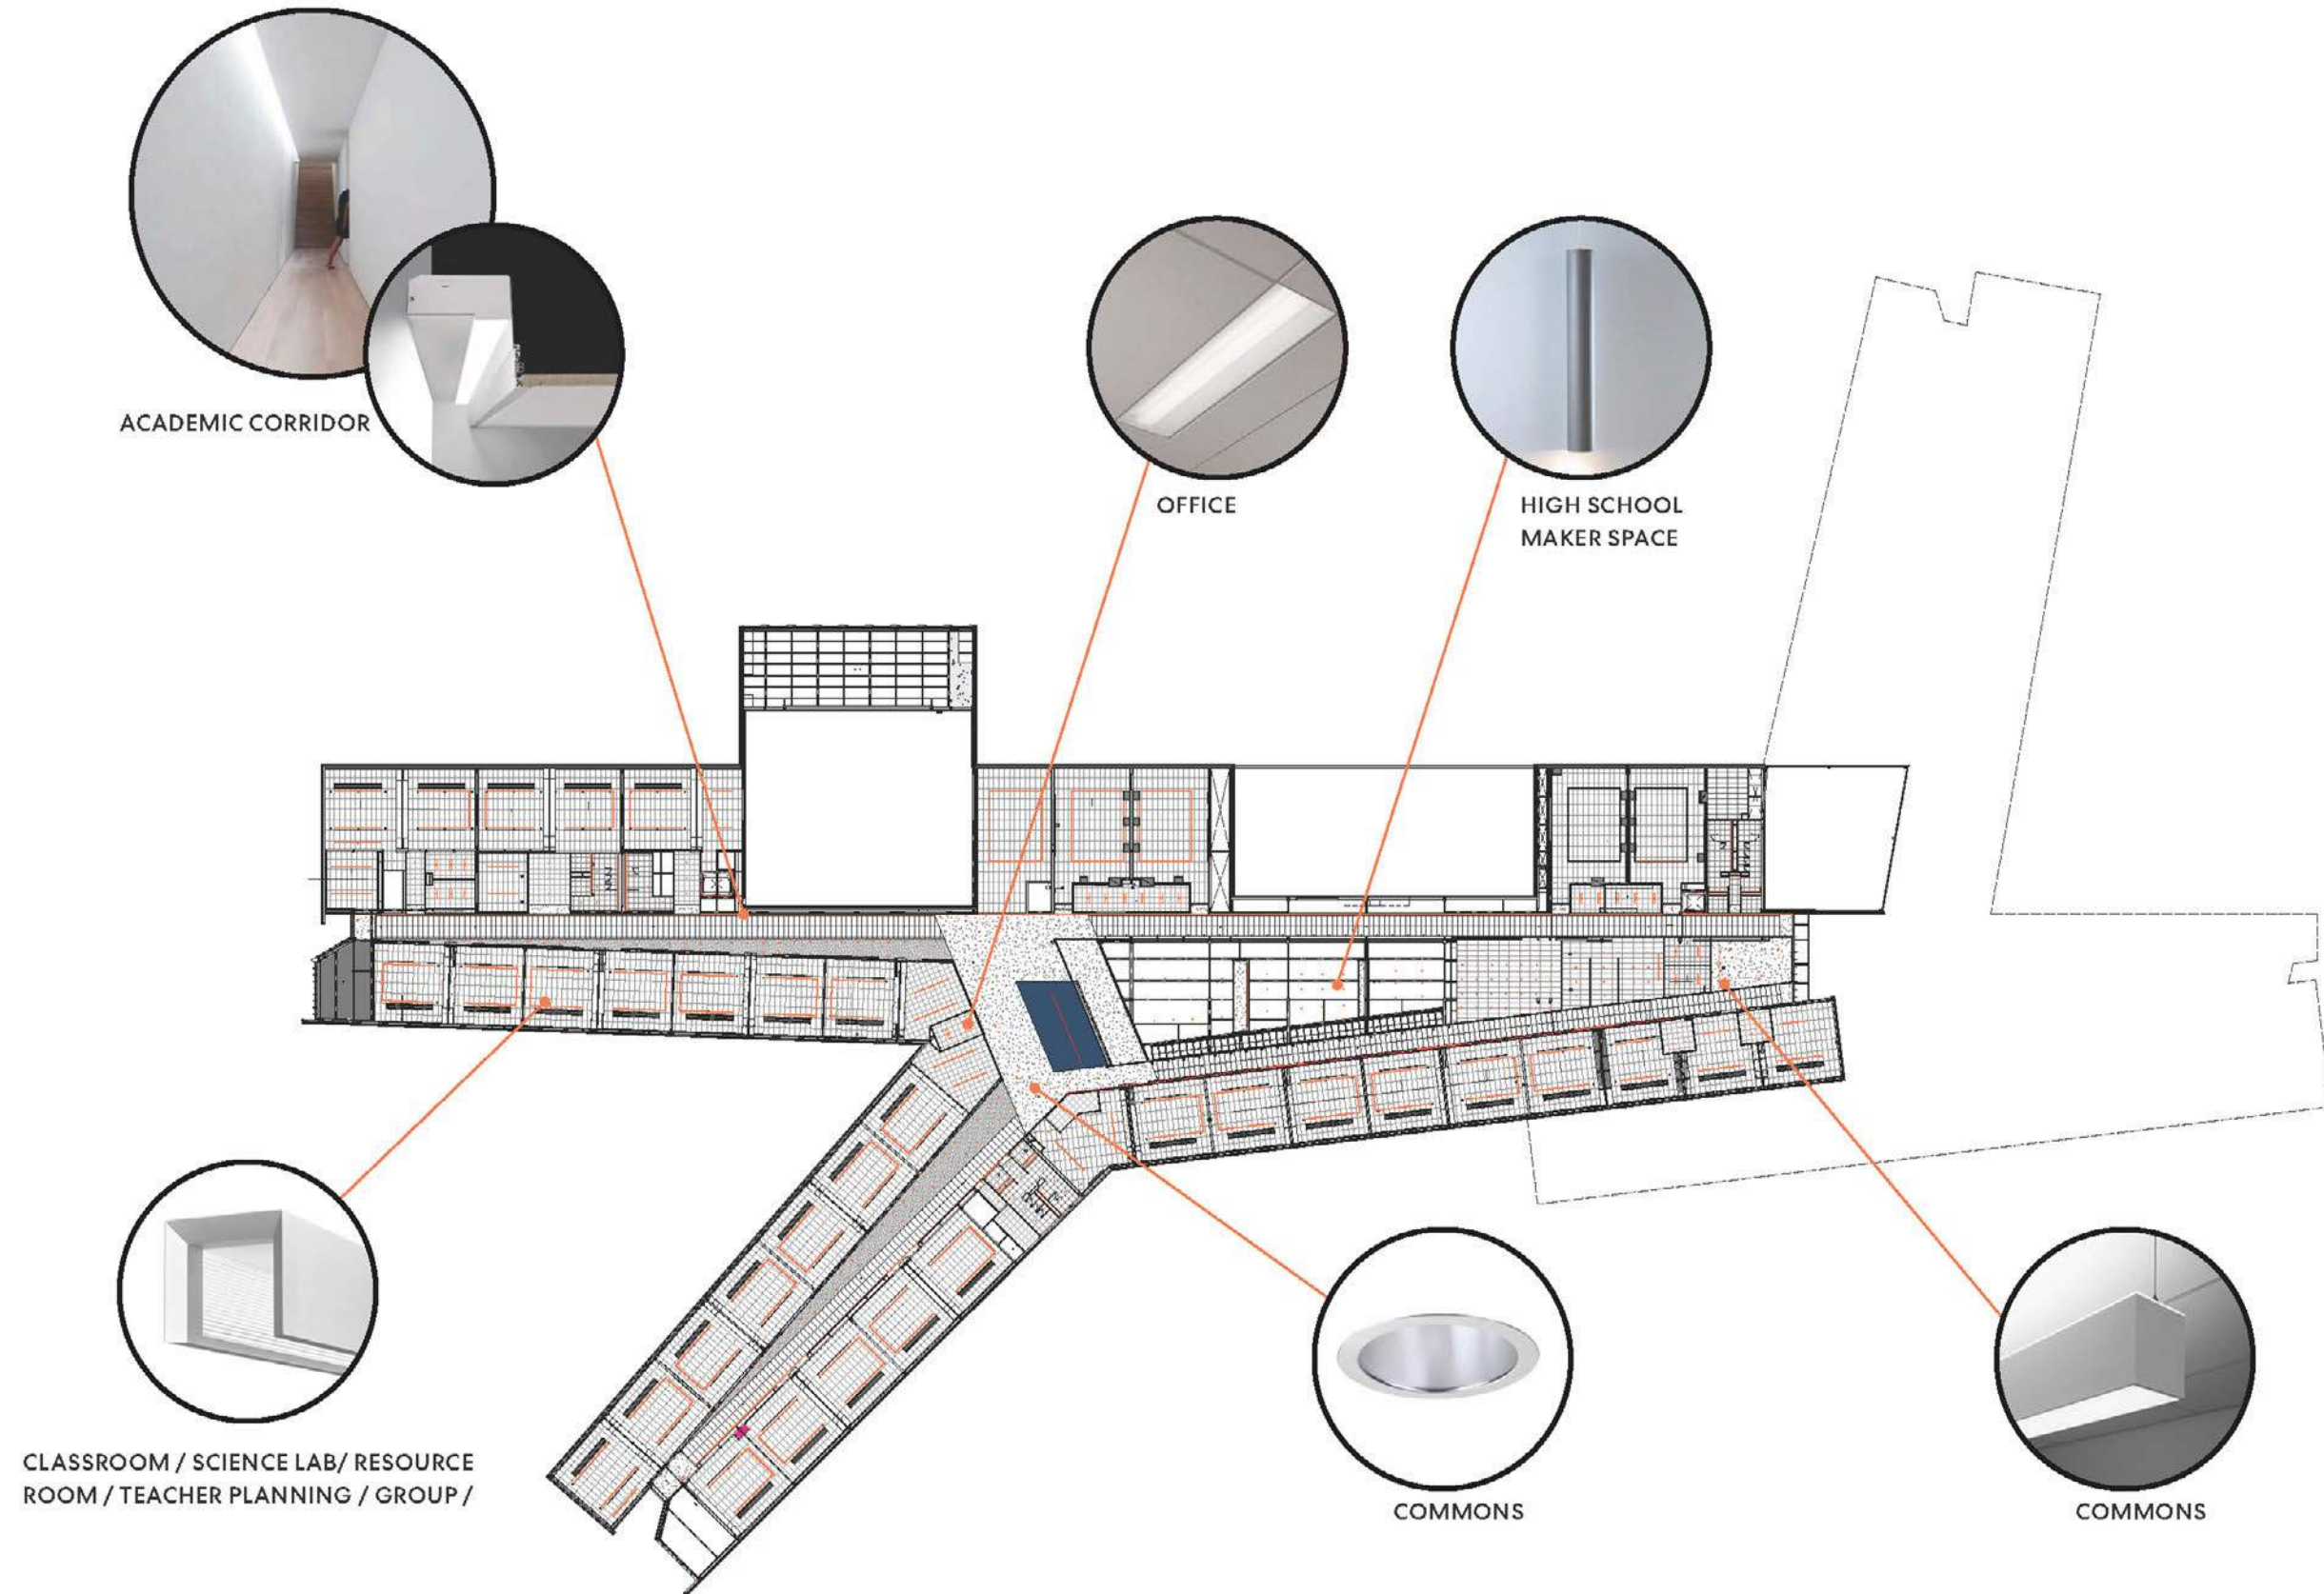 ACADEMIC CORRIDOR
OFFICE
HIGH SCHOOL
MAKER SPACE
CLASSROOM / SCIENCE LAB/ RESOURCE
ROOM / TEACHER PLANNING / GROUP /
COMMONS
COMMONS